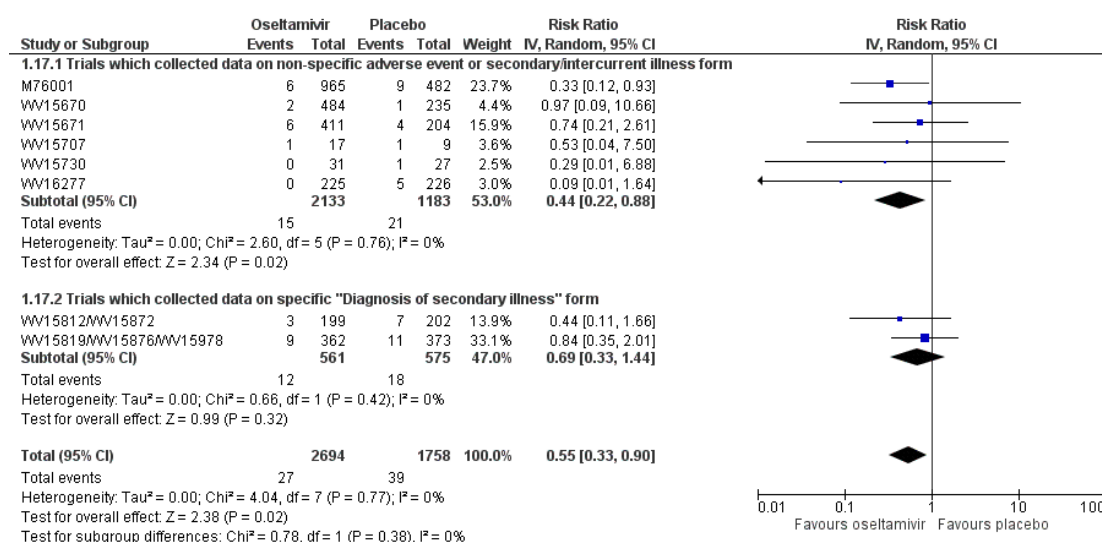 Oseltamivir Placebo Risk Ratio Risk Ratio
Study or Subgroup Events Total Events Total Weight IV, Random, 95% CI IV, Random, 95% CI
1.17.1 Trials which collected data on non-specific adverse event or secondary/intercurrent illness form
M76001 6 965 9 482 23.7% 0.33 [0.12, 0.93]
WV15670 2 484 1 235 4.4% 0.97 [0.09, 10.66]
WV15671 6 411 4 204 15.9% 0.74 [0.21, 2.61]
WV15707 1 17 1 9 3.6% 0.53 [0.04, 7.50]
WV15730 0 31 1 27 2.5% 0.29 [0.01, 6.88]
WV16277 0 225 5 226 3.0% 0.09 [0.01, 1.64]
Subtotal (95% CI) 2133 1183 53.0% 0.44 [0.22, 0.88]
Total events 15 21
Heterogeneity: Tau² = 0.00; Chi² = 2.60, df = 5 (P = 0.76); I² = 0%
Test for overall effect: Z = 2.34 (P = 0.02)
1.17.2 Trials which collected data on specific "Diagnosis of secondary illness" form
WV15812/WV15872 3 199 7 202 13.9% 0.44 [0.11, 1.66]
WV15819/WV15876/WV15978 9 362 11 373 33.1% 0.84 [0.35, 2.01]
Subtotal (95% CI) 561 575 47.0% 0.69 [0.33, 1.44]
Total events 12 18
Heterogeneity: Tau² = 0.00; Chi² = 0.66, df = 1 (P = 0.42); I² = 0%
Test for overall effect: Z = 0.99 (P = 0.32)
Total (95% CI) 2694 1758 100.0% 0.55 [0.33, 0.90]
Total events 27 39
Heterogeneity: Tau² = 0.00; Chi² = 4.04, df = 7 (P = 0.77); I² = 0%
Test for overall effect: Z = 2.38 (P = 0.02)
Test for subgroup differences: Chi² = 0.78, df = 1 (P = 0.38), I² = 0%
0.01 0.1 1 10 100
Favours oseltamivir Favours placebo